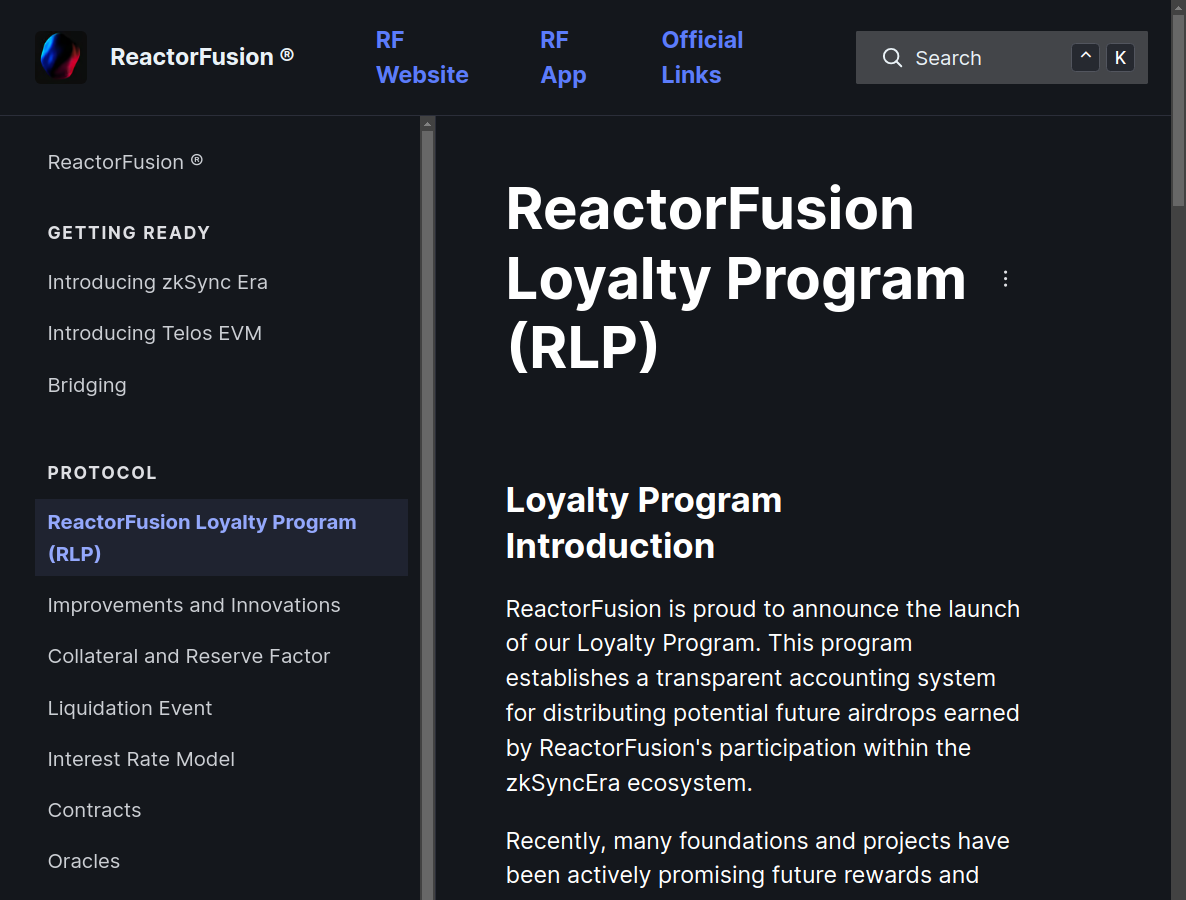 ReactorFusion ®
RF
Website
RF
App
Official
Links
Search
^
K
ReactorFusion ®
GETTING READY
Introducing zkSync Era
Introducing Telos EVM
Bridging
PROTOCOL
ReactorFusion Loyalty Program
(RLP)
Improvements and Innovations
Collateral and Reserve Factor
Liquidation Event
Interest Rate Model
Contracts
Oracles
ReactorFusion
Loyalty Program
(RLP)
Loyalty Program
Introduction
ReactorFusion is proud to announce the launch
of our Loyalty Program. This program
establishes a transparent accounting system
for distributing potential future airdrops earned
by ReactorFusion's participation within the
zkSyncEra ecosystem.
Recently, many foundations and projects have
been actively promising future rewards and